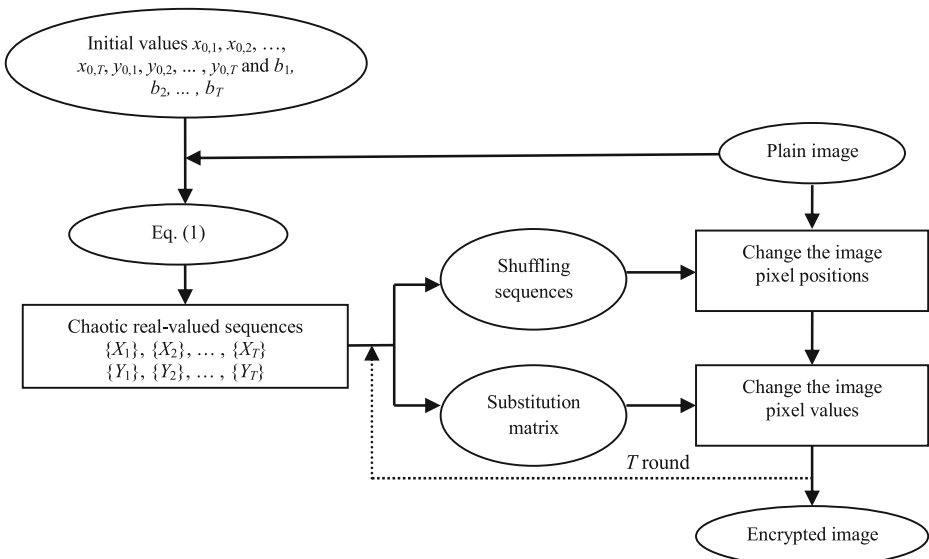 Initial values x0,1, x0,2, …,
x0,T, y0,1, y0,2, ... , y0,T and b1,
b2, ... , bT
Plain image
Eq. (1)
Shuffling
sequences
Change the image
pixel positions
Chaotic real-valued sequences
{X1}, {X2}, … , {XT}
{Y1}, {Y2}, … , {YT}
Substitution
matrix
Change the image
pixel values
T round
Encrypted image